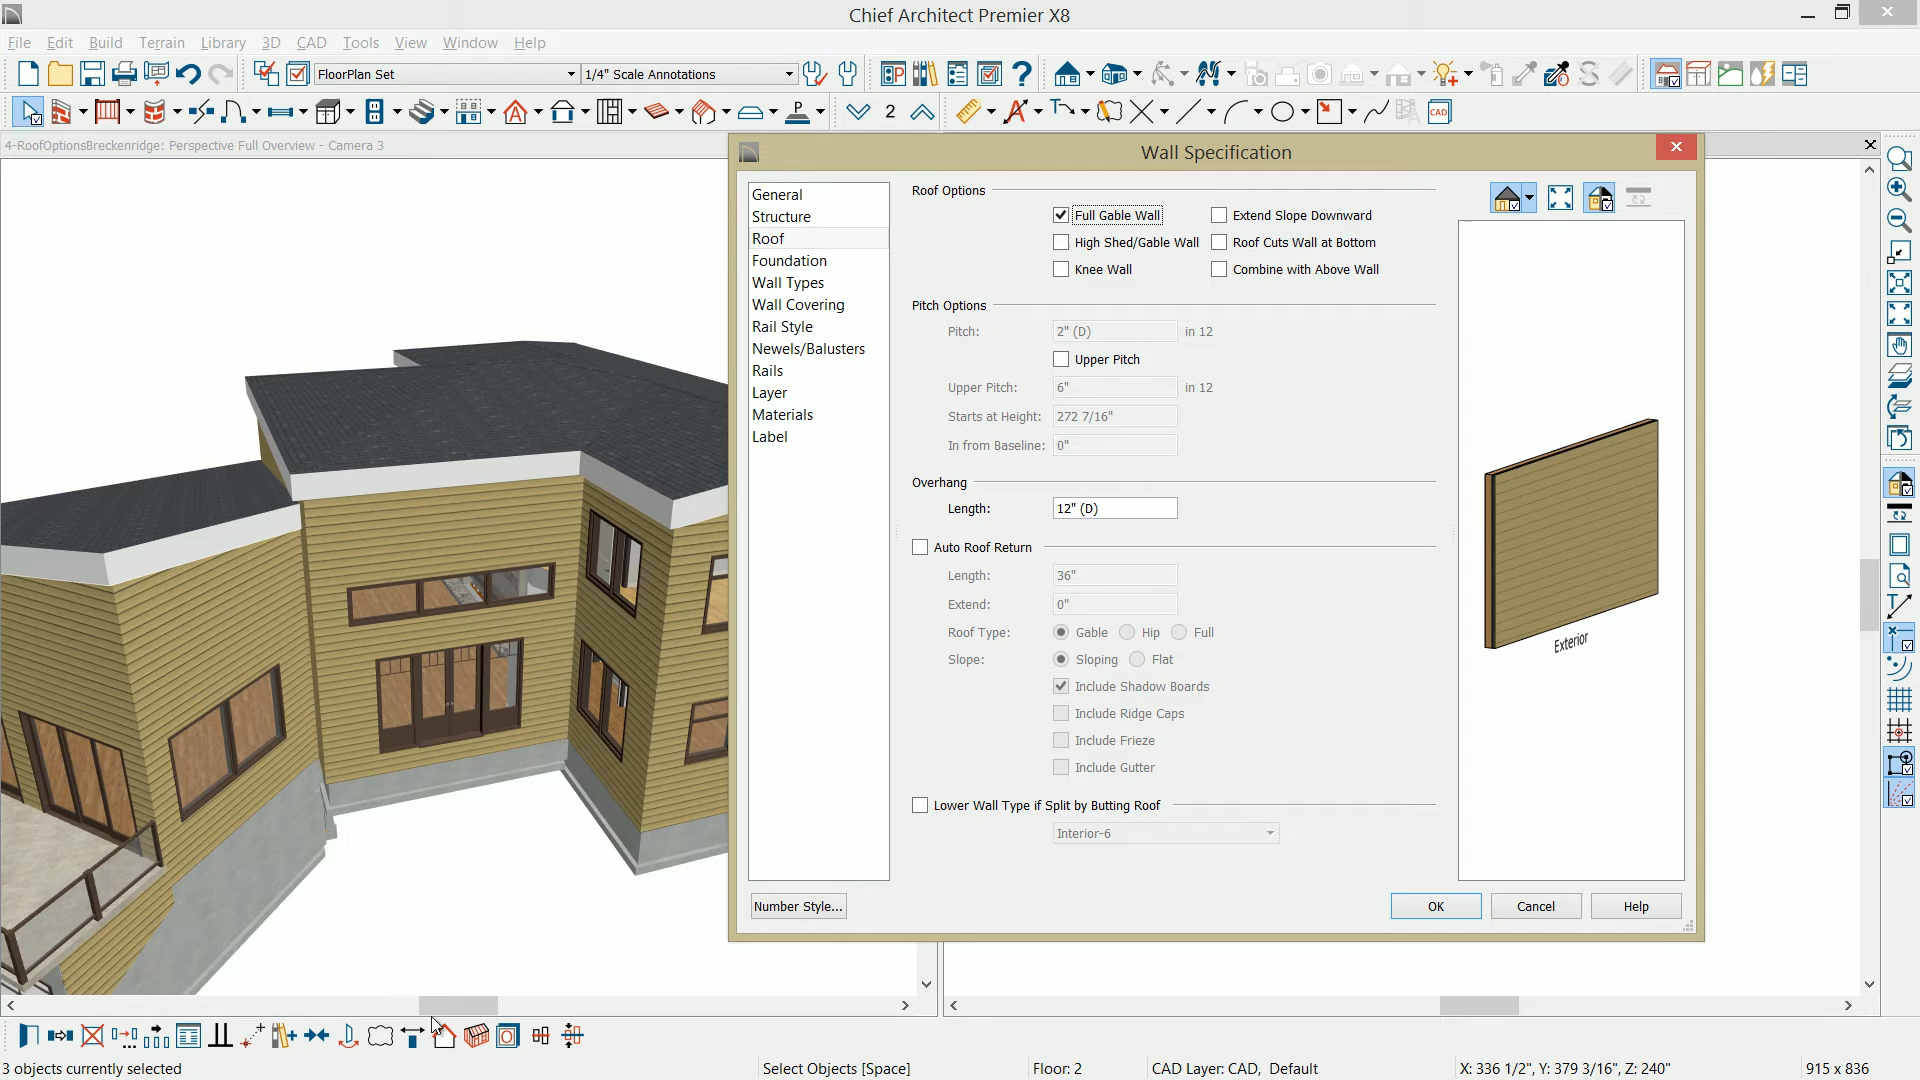 Chief Architect Premier X8
File Edit Build Terrain Library 3D CAD Tools View Window Help
FloorPlan Set 1/4" Scale Annotations
2
CAD
4-RoofOptionsBreckenridge: Perspective Full Overview - Camera 3
Wall Specification
General
Structure
Roof
Foundation
Wall Types
Wall Covering
Rail Style
Newels/Balusters
Rails
Layer
Materials
Label
Roof Options
Full Gable Wall Extend Slope Downward
High Shed/Gable Wall Roof Cuts Wall at Bottom
Knee Wall Combine with Above Wall
Pitch Options
Pitch: 2" (D) in 12
Upper Pitch
Upper Pitch: 6" in 12
Starts at Height: 272 7/16"
In from Baseline: 0"
Overhang
Length: 12" (D)
Auto Roof Return
Length: 36"
Extend: 0"
Roof Type: Gable Hip Full
Slope: Sloping Flat
Include Shadow Boards
Include Ridge Caps
Include Frieze
Include Gutter
Lower Wall Type if Split by Butting Roof
Interior-6
Exterior
Number Style... OK Cancel Help
3 objects currently selected Select Objects [Space] Floor: 2 CAD Layer: CAD, Default X: 336 1/2", Y: 379 3/16", Z: 240" 915 x 836